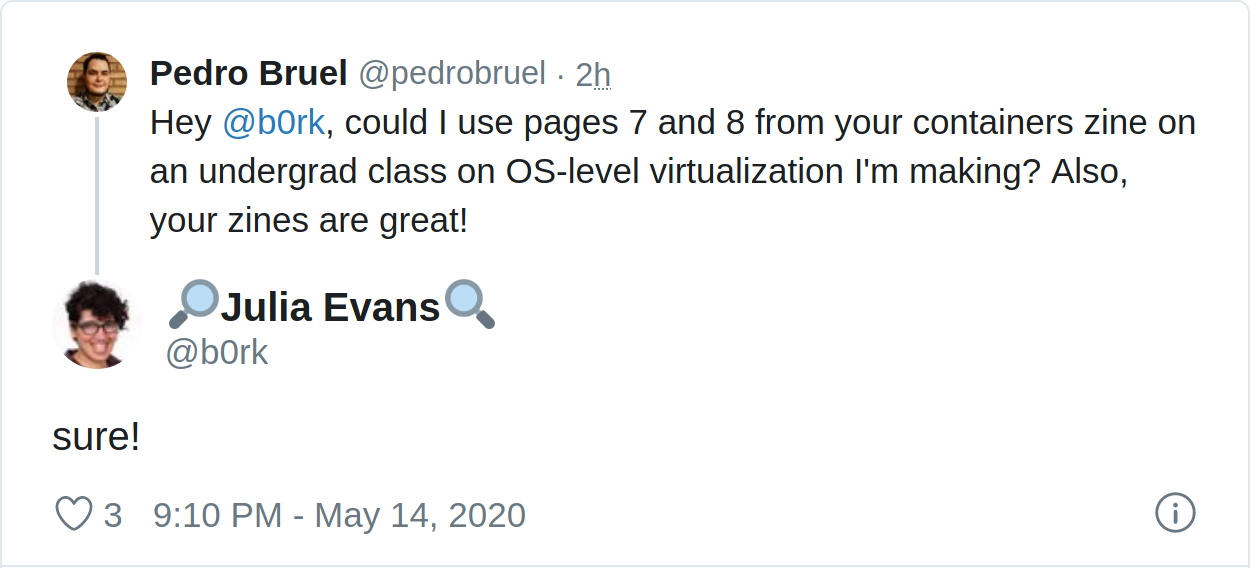 Pedro Bruel @pedrobruel · 2h
Hey @b0rk, could I use pages 7 and 8 from your containers zine on
an undergrad class on OS-level virtualization I'm making? Also,
your zines are great!
🔎Julia Evans🔍
@b0rk
sure!
3 9:10 PM - May 14, 2020